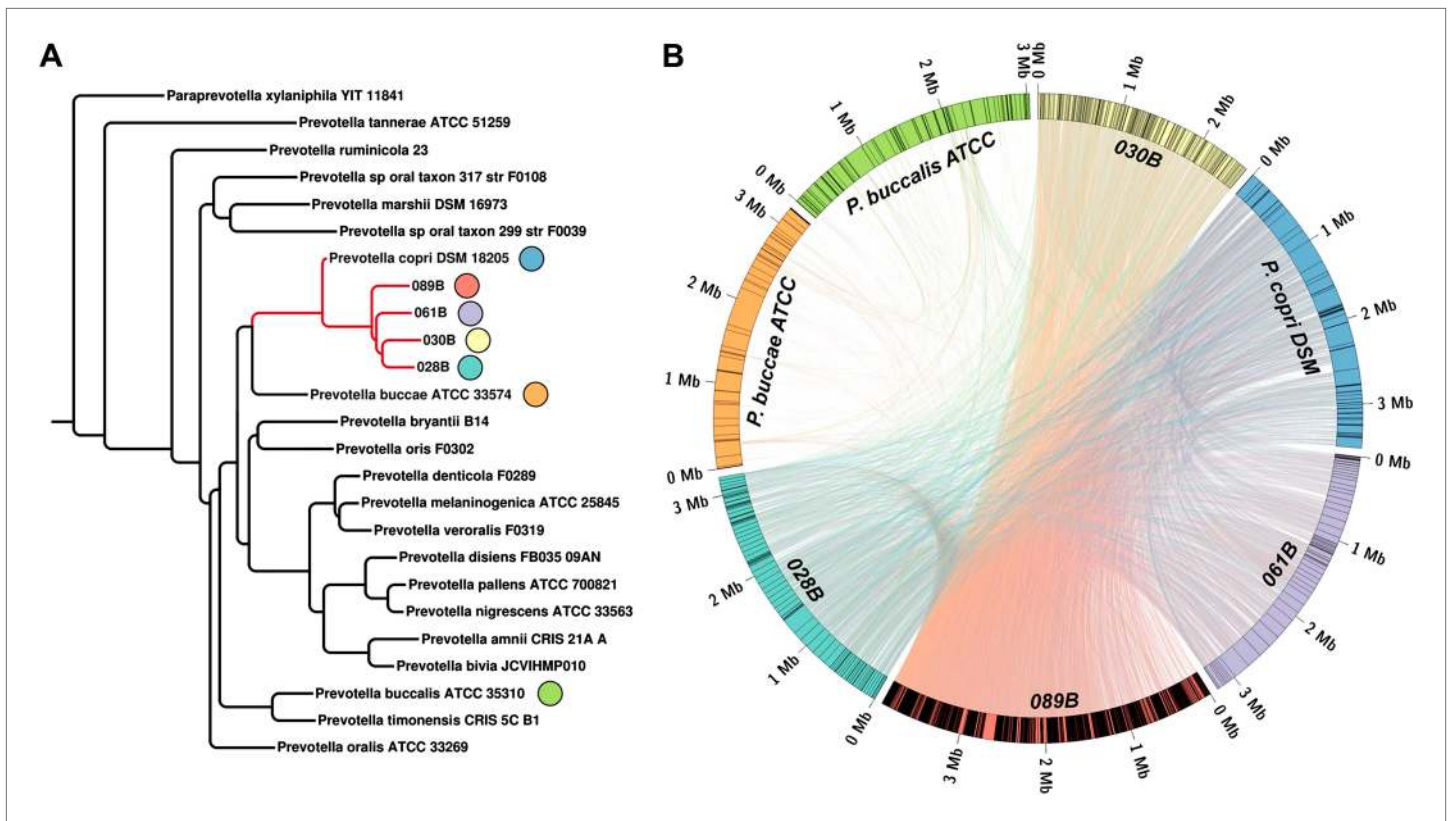 A
Paraprevotella xylaniphila YIT 11841
Prevotella tannerae ATCC 51259
Prevotella ruminicola 23
Prevotella sp oral taxon 317 str F0108
Prevotella marshii DSM 16973
Prevotella sp oral taxon 299 str F0039
Prevotella copri DSM 18205
089B
061B
030B
028B
Prevotella buccae ATCC 33574
Prevotella bryantii B14
Prevotella oris F0302
Prevotella denticola F0289
Prevotella melaninogenica ATCC 25845
Prevotella veroralis F0319
Prevotella disiens FB035 09AN
Prevotella pallens ATCC 700821
Prevotella nigrescens ATCC 33563
Prevotella amnii CRIS 21A A
Prevotella bivia JCVIHMP010
Prevotella buccalis ATCC 35310
Prevotella timonensis CRIS 5C B1
Prevotella oralis ATCC 33269
B
0 Mb
1 Mb
2 Mb
030B
0 Mb
1 Mb
2 Mb
3 Mb
P. copri DSM
0 Mb
1 Mb
2 Mb
3 Mb
061B
0 Mb
1 Mb
2 Mb
3 Mb
089B
0 Mb
1 Mb
2 Mb
3 Mb
028B
0 Mb
1 Mb
2 Mb
3 Mb
P. buccae ATCC
0 Mb
1 Mb
2 Mb
3 Mb
P. buccalis ATCC